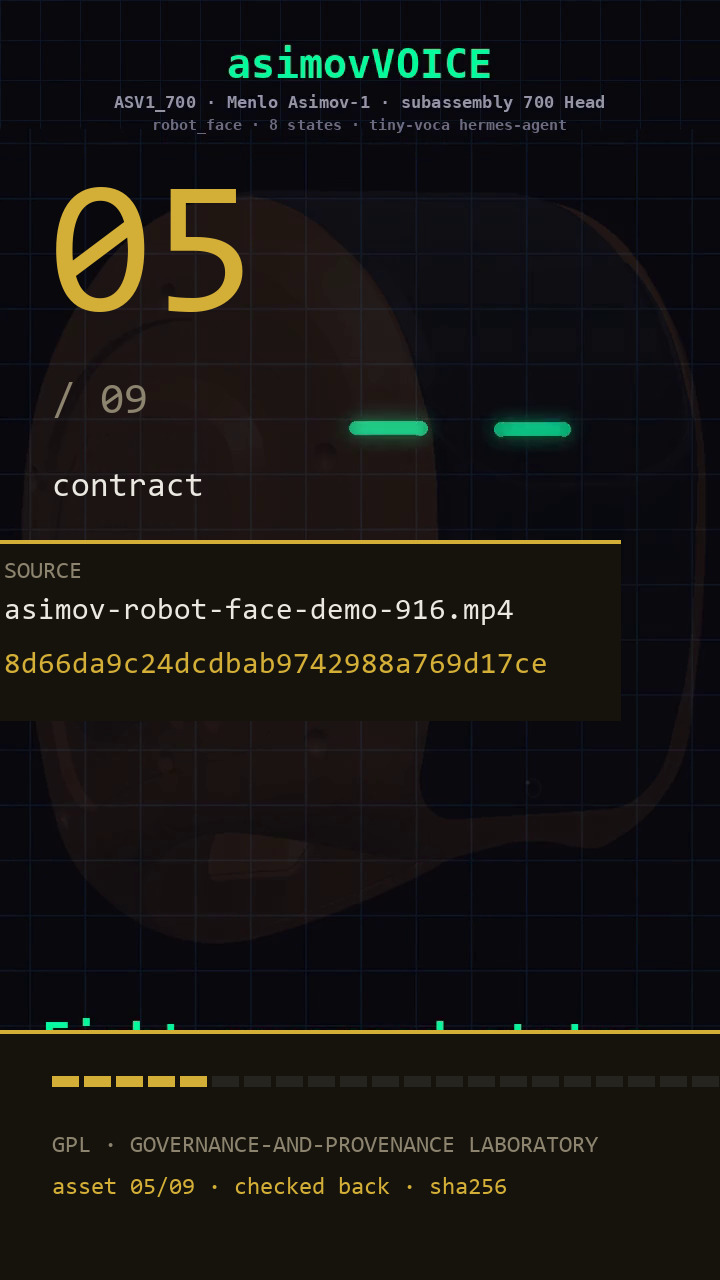 asimovVOICE
ASV1_700 · Menlo Asimov-1 · subassembly 700 Head
robot_face · 8 states · tiny-voca hermes-agent
05
/ 09
contract
SOURCE
asimov-robot-face-demo-916.mp4
8d66da9c24dcdbab9742988a769d17ce
GPL · GOVERNANCE-AND-PROVENANCE LABORATORY
asset 05/09 · checked back · sha256